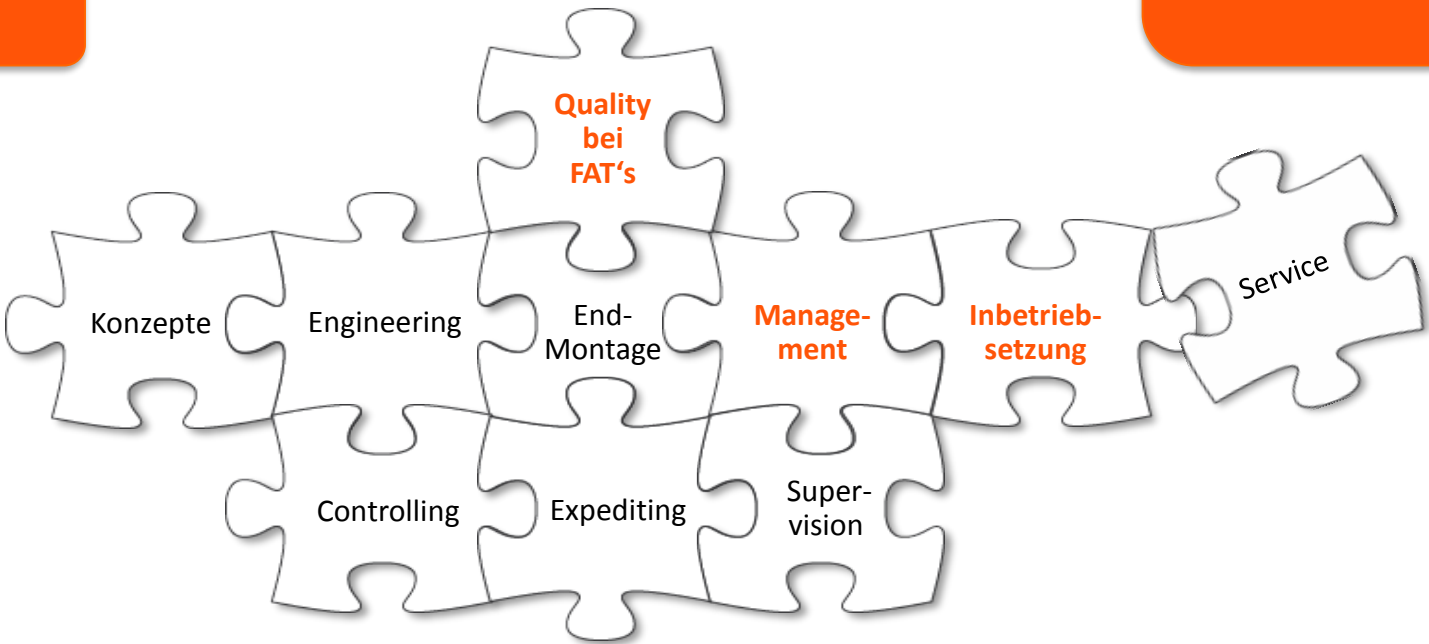 Quality
bei
FAT‘s
Konzepte
Engineering
End-
Montage
Manage-
ment
Inbetrieb-
setzung
Service
Controlling
Expediting
Super-
vision